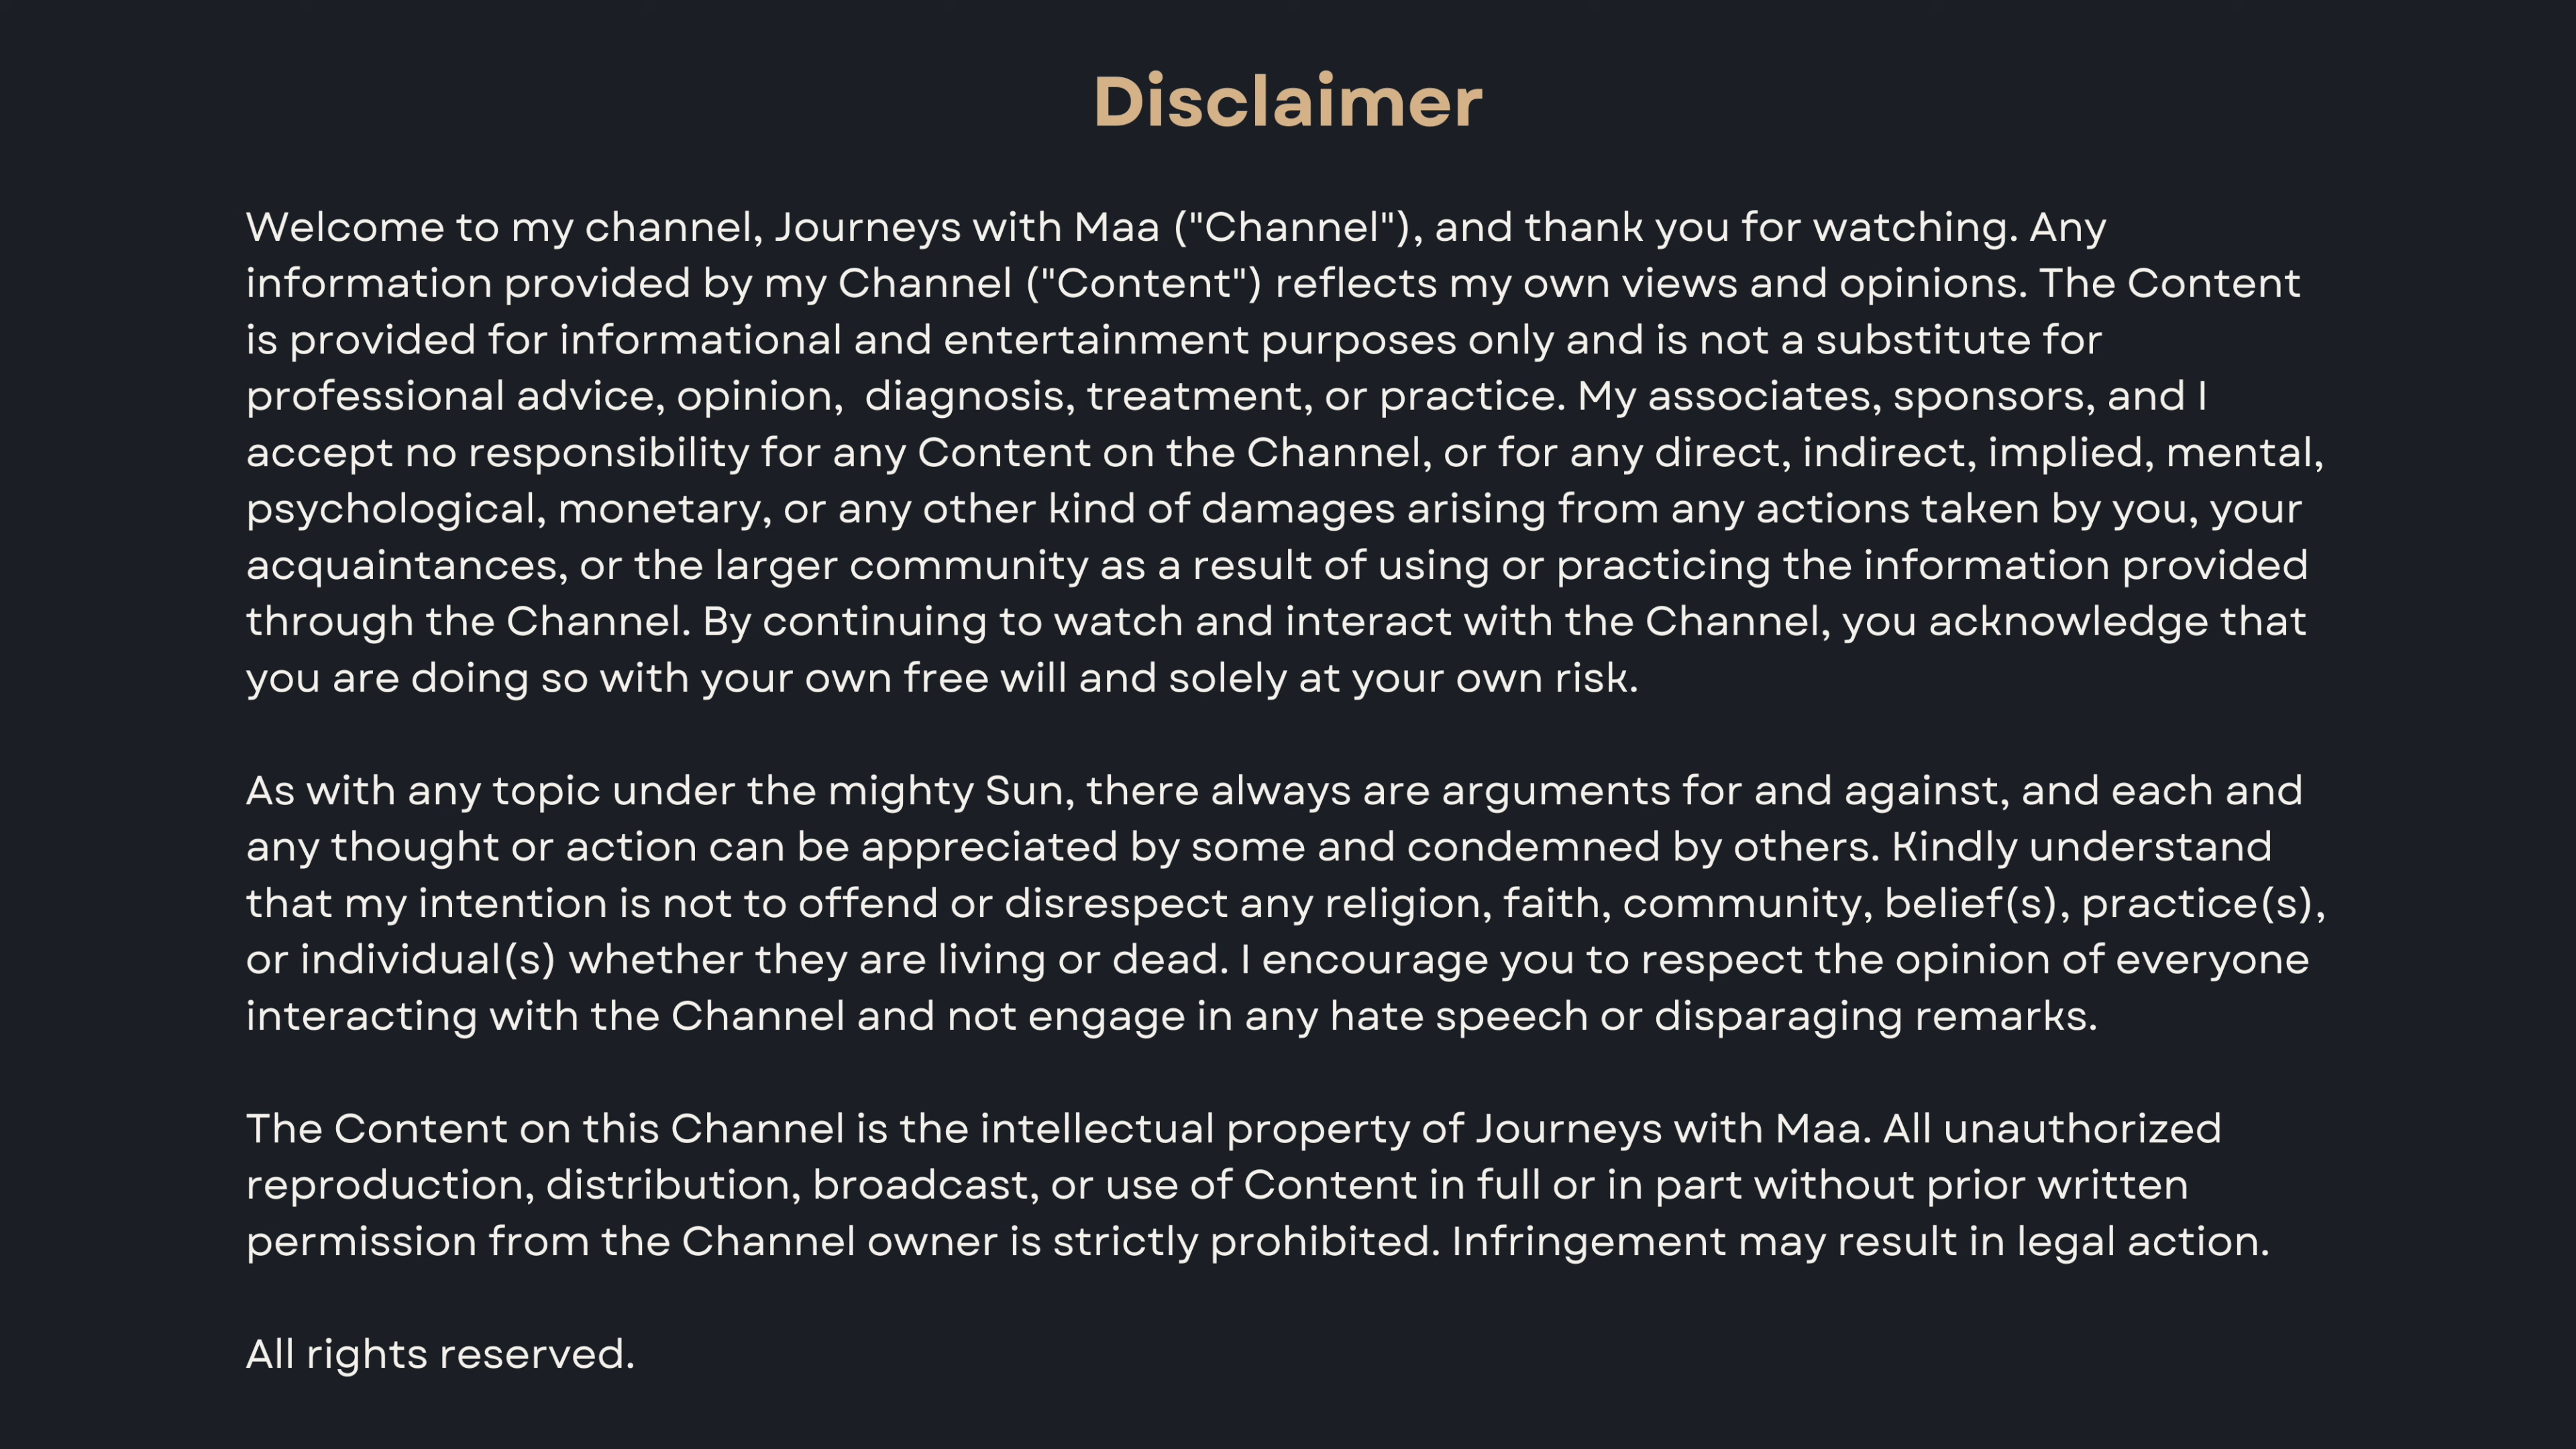 Disclaimer
Welcome to my channel, Journeys with Maa ("Channel"), and thank you for watching. Any
information provided by my Channel ("Content") reflects my own views and opinions. The Content
is provided for informational and entertainment purposes only and is not a substitute for
professional advice, opinion,  diagnosis, treatment, or practice. My associates, sponsors, and I
accept no responsibility for any Content on the Channel, or for any direct, indirect, implied, mental,
psychological, monetary, or any other kind of damages arising from any actions taken by you, your
acquaintances, or the larger community as a result of using or practicing the information provided
through the Channel. By continuing to watch and interact with the Channel, you acknowledge that
you are doing so with your own free will and solely at your own risk.
As with any topic under the mighty Sun, there always are arguments for and against, and each and
any thought or action can be appreciated by some and condemned by others. Kindly understand
that my intention is not to offend or disrespect any religion, faith, community, belief(s), practice(s),
or individual(s) whether they are living or dead. I encourage you to respect the opinion of everyone
interacting with the Channel and not engage in any hate speech or disparaging remarks.
The Content on this Channel is the intellectual property of Journeys with Maa. All unauthorized
reproduction, distribution, broadcast, or use of Content in full or in part without prior written
permission from the Channel owner is strictly prohibited. Infringement may result in legal action.
All rights reserved.